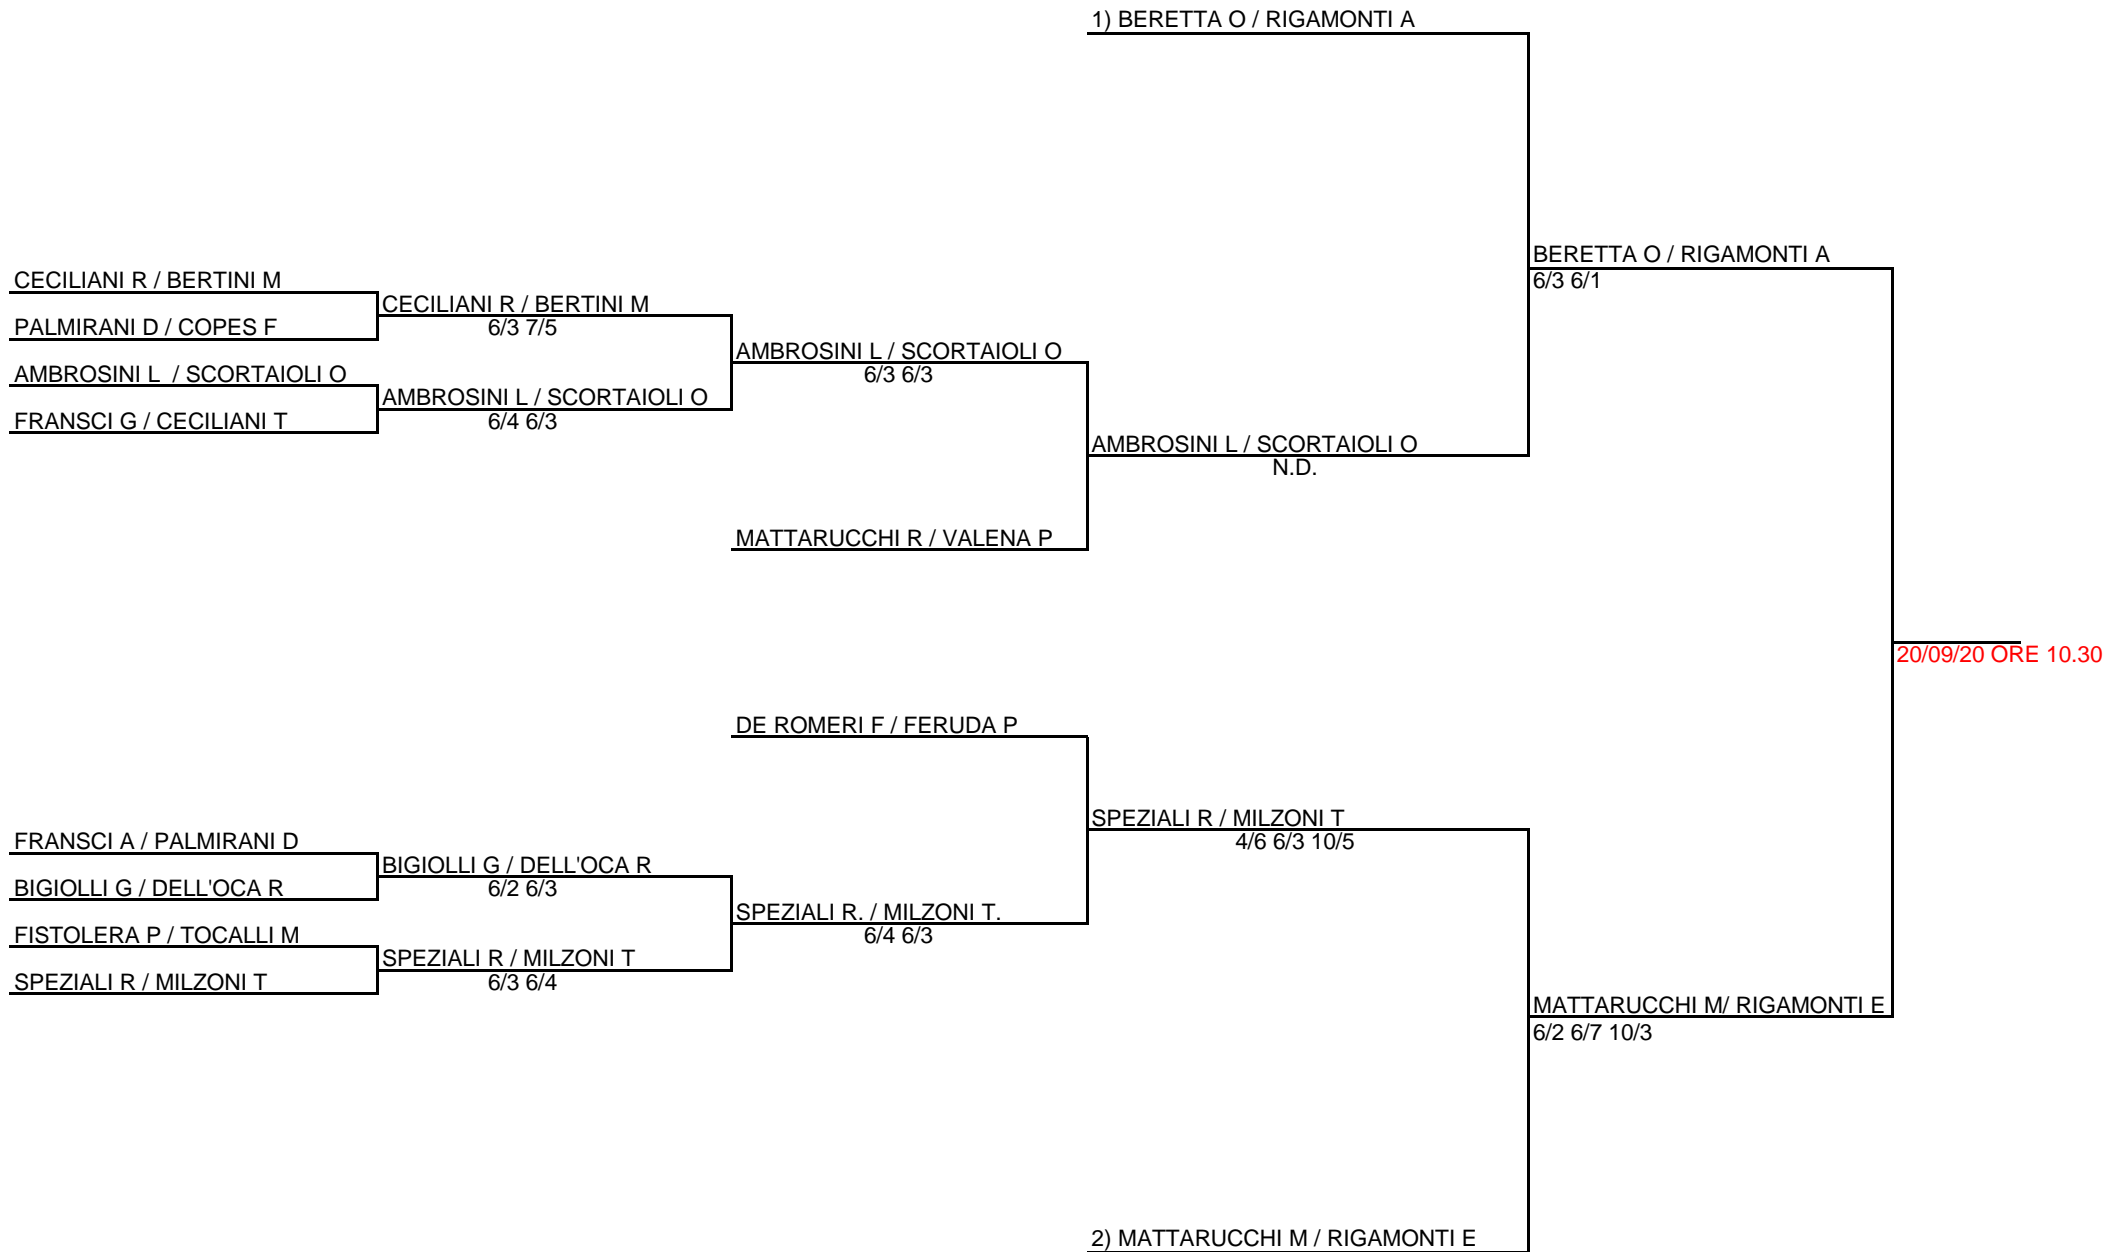 1) BERETTA O / RIGAMONTI A
BERETTA O / RIGAMONTI A
6/3 6/1
CECILIANI R / BERTINI M
CECILIANI R / BERTINI M
6/3 7/5
PALMIRANI D / COPES F
AMBROSINI L / SCORTAIOLI O
6/3 6/3
AMBROSINI L  / SCORTAIOLI O
AMBROSINI L / SCORTAIOLI O
6/4 6/3
FRANSCI G / CECILIANI T
AMBROSINI L / SCORTAIOLI O
N.D.
MATTARUCCHI R / VALENA P
20/09/20 ORE 10.30
DE ROMERI F / FERUDA P
SPEZIALI R / MILZONI T
4/6 6/3 10/5
FRANSCI A / PALMIRANI D
BIGIOLLI G / DELL'OCA R
6/2 6/3
BIGIOLLI G / DELL'OCA R
SPEZIALI R. / MILZONI T.
6/4 6/3
FISTOLERA P / TOCALLI M
SPEZIALI R / MILZONI T
6/3 6/4
SPEZIALI R / MILZONI T
MATTARUCCHI M/ RIGAMONTI E
6/2 6/7 10/3
2) MATTARUCCHI M / RIGAMONTI E